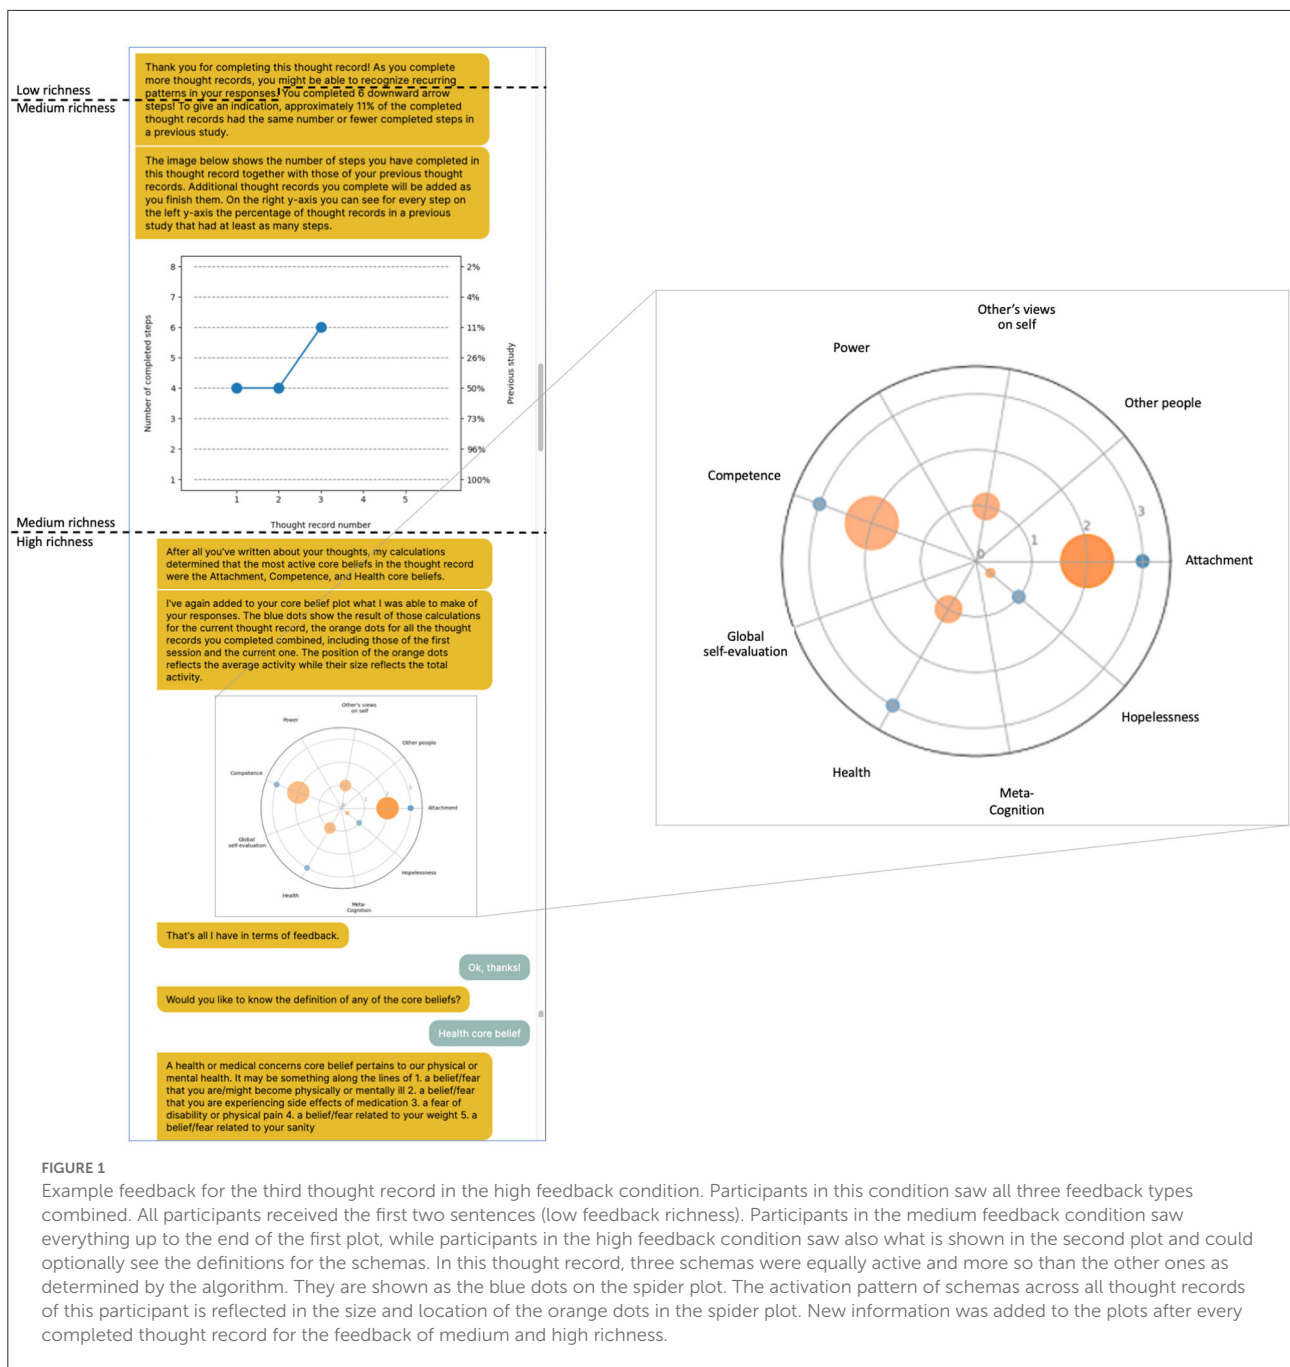 Low richness
Medium richness
Thank you for completing this thought record! As you complete
more thought records, you might be able to recognize recurring
patterns in your responses. You completed 6 downward arrow
steps! To give an indication, approximately 11% of the completed
thought records had the same number or fewer completed steps in
a previous study.
The image below shows the number of steps you have completed in
this thought record together with those of your previous thought
records. Additional thought records you complete will be added as
you finish them. On the right y-axis you can see for every step on
the left y-axis the percentage of thought records in a previous
study that had at least as many steps.
Number of completed steps
8
7
6
5
4
3
2
1
2%
4%
11%
26%
50%
73%
96%
100%
Previous study
1 2 3 4 5
Thought record number
Medium richness
High richness
After all you've written about your thoughts, my calculations
determined that the most active core beliefs in the thought record
were the Attachment, Competence, and Health core beliefs.
I've again added to your core belief plot what I was able to make of
your responses. The blue dots show the result of those calculations
for the current thought record, the orange dots for all the thought
records you completed combined, including those of the first
session and the current one. The position of the orange dots
reflects the average activity while their size reflects the total
activity.
Other's views
on self
Power
Other people
Competence
Attachment
Global
self-evaluation
Hopelessness
Health
Meta-
Cognition
0
1
2
3
That's all I have in terms of feedback.
Ok, thanks!
Would you like to know the definition of any of the core beliefs?
Health core belief
A health or medical concerns core belief pertains to our physical or
mental health. It may be something along the lines of 1. a belief/fear
that you are/might become physically or mentally ill 2. a belief/fear
that you are experiencing side effects of medication 3. a fear of
disability or physical pain 4. a belief/fear related to your weight 5. a
belief/fear related to your sanity
Other's views
on self
Power
Other people
Competence
Attachment
Global
self-evaluation
Hopelessness
Health
Meta-
Cognition
0
1
2
3
FIGURE 1
Example feedback for the third thought record in the high feedback condition. Participants in this condition saw all three feedback types
combined. All participants received the first two sentences (low feedback richness). Participants in the medium feedback condition saw
everything up to the end of the first plot, while participants in the high feedback condition saw also what is shown in the second plot and could
optionally see the definitions for the schemas. In this thought record, three schemas were equally active and more so than the other ones as
determined by the algorithm. They are shown as the blue dots on the spider plot. The activation pattern of schemas across all thought records
of this participant is reflected in the size and location of the orange dots in the spider plot. New information was added to the plots after every
completed thought record for the feedback of medium and high richness.